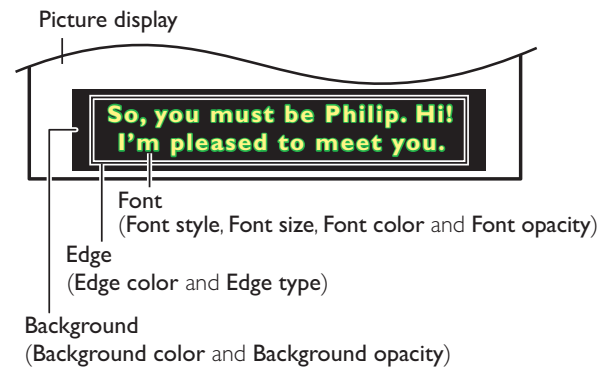 Picture display
So, you must be Philip. Hi!
I'm pleased to meet you.
Font
(Font style, Font size, Font color and Font opacity)
Edge
(Edge color and Edge type)
Background
(Background color and Background opacity)